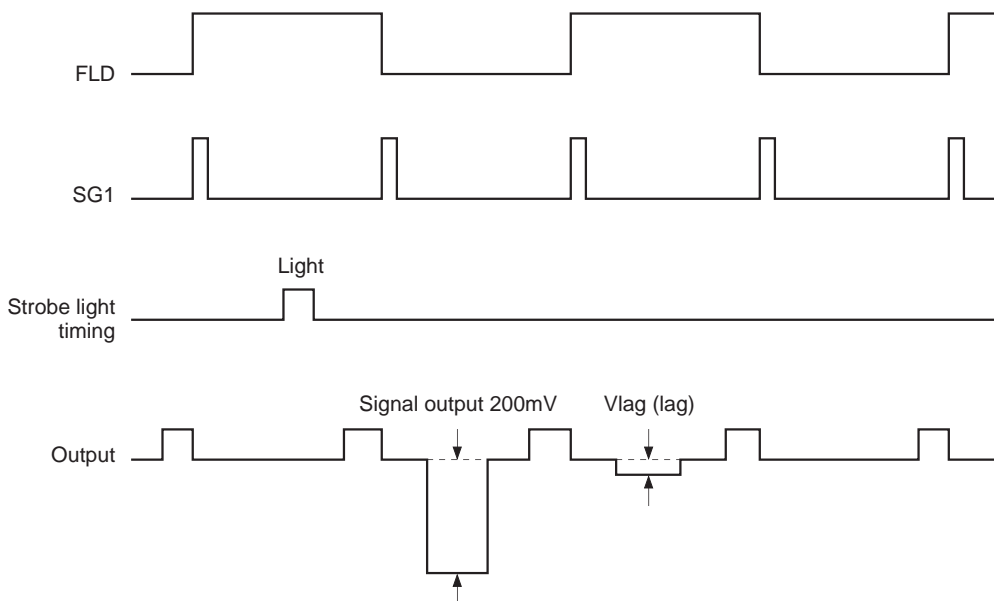 FLD
SG1
Light
Strobe light
timing
Signal output 200mV
Vlag (lag)
Output